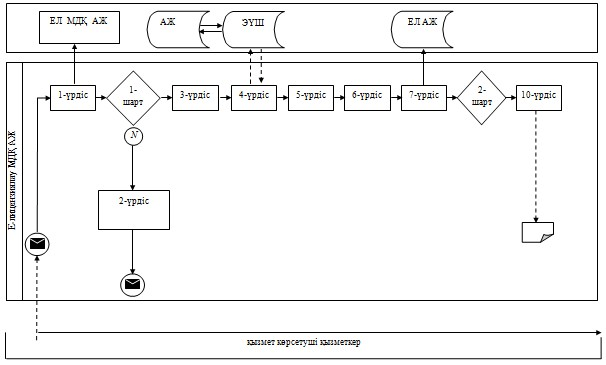 ЕЛ МДҚ АЖ
АЖ
ЭҮШ
ЕЛ АЖ
Е-лицензиялау МДҚ АЖ
1-үрдіс
1-
шарт
3-үрдіс
4-үрдіс
5-үрдіс
6-үрдіс
7-үрдіс
2-
шарт
10-үрдіс
N
2-үрдіс
қызмет көрсетуші қызметкер